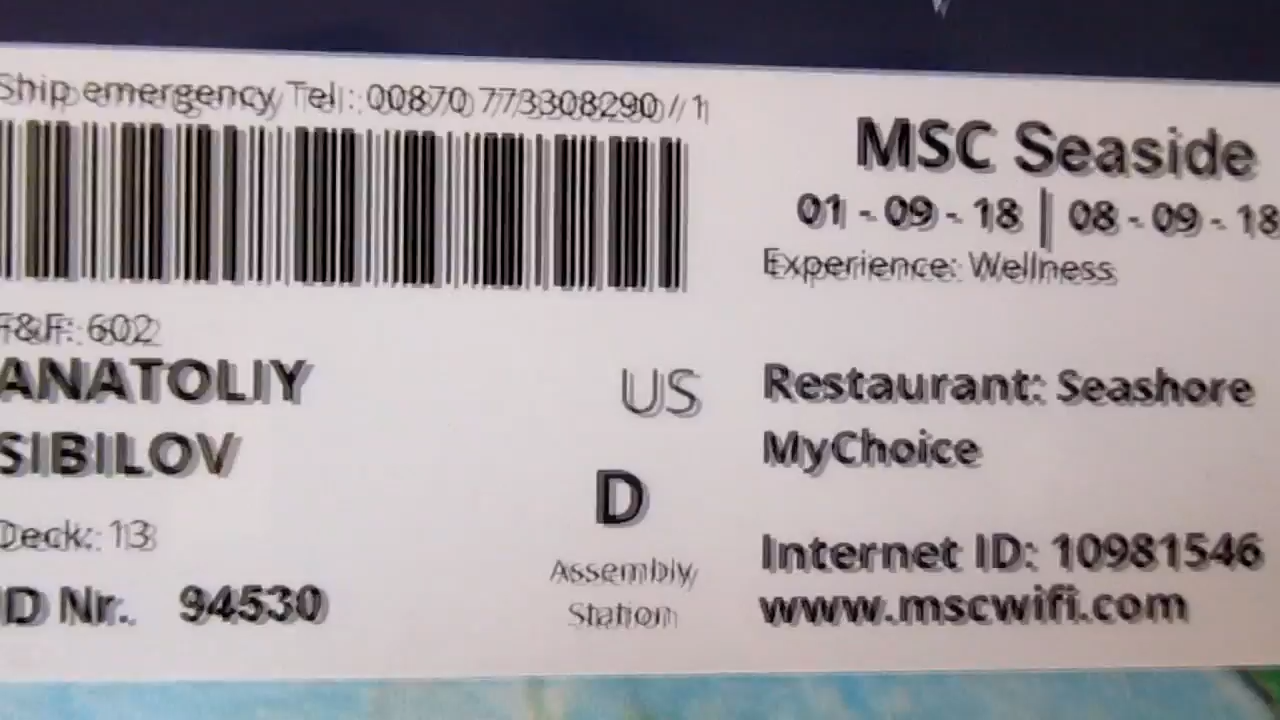 Ship emergency Tel: 00870 773308290 // 1
MSC Seaside
01 - 09 - 18 | 08 - 09 - 18
Experience: Wellness
F&F: 602
ANATOLIY
SIBILOV
US
Restaurant: Seashore
MyChoice
D
Assembly
Station
Deck: 13
ID Nr. 94530
Internet ID: 10981546
www.mscwifi.com